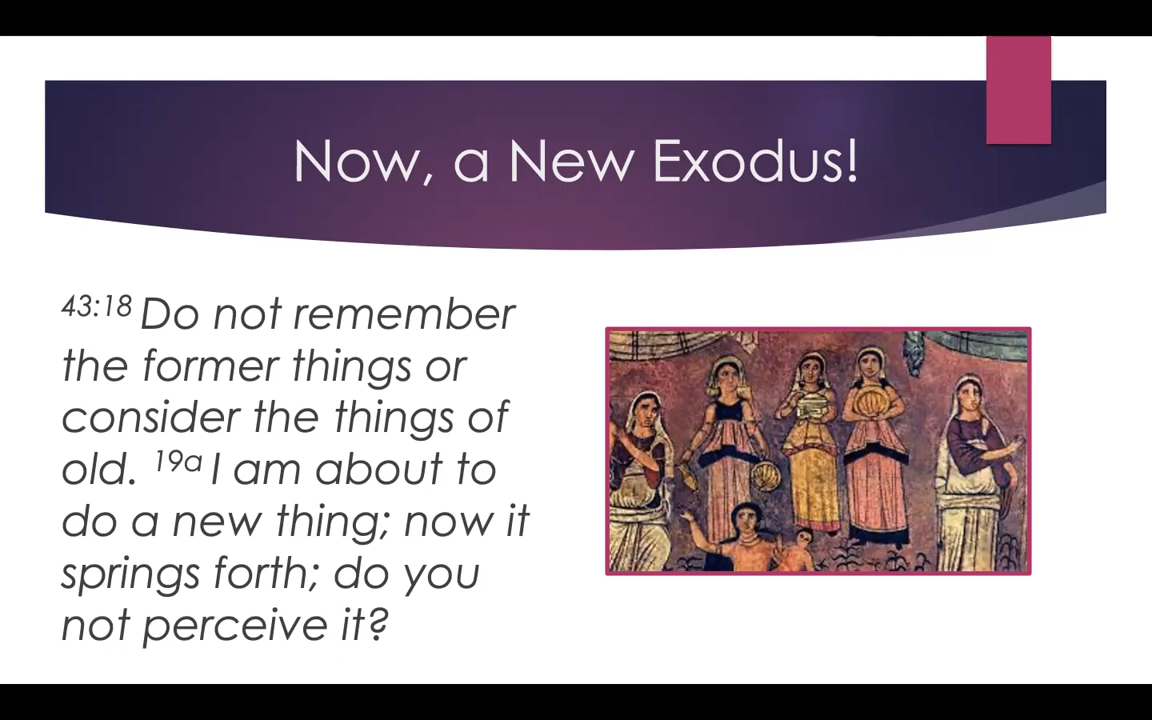 Now, a New Exodus!
43:18 Do not remember
the former things or
consider the things of
old. 19a I am about to
do a new thing; now it
springs forth; do you
not perceive it?